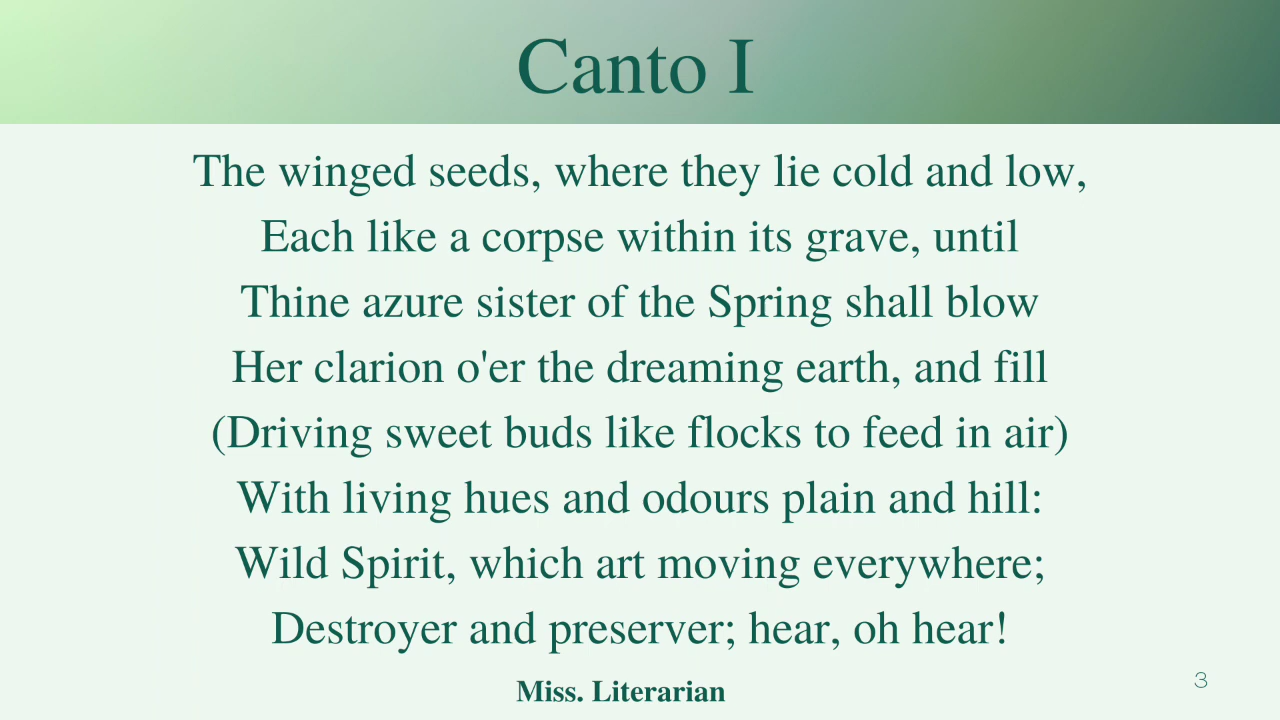 Canto I
The winged seeds, where they lie cold and low,
Each like a corpse within its grave, until
Thine azure sister of the Spring shall blow
Her clarion o'er the dreaming earth, and fill
(Driving sweet buds like flocks to feed in air)
With living hues and odours plain and hill:
Wild Spirit, which art moving everywhere;
Destroyer and preserver; hear, oh hear!
Miss. Literarian
3